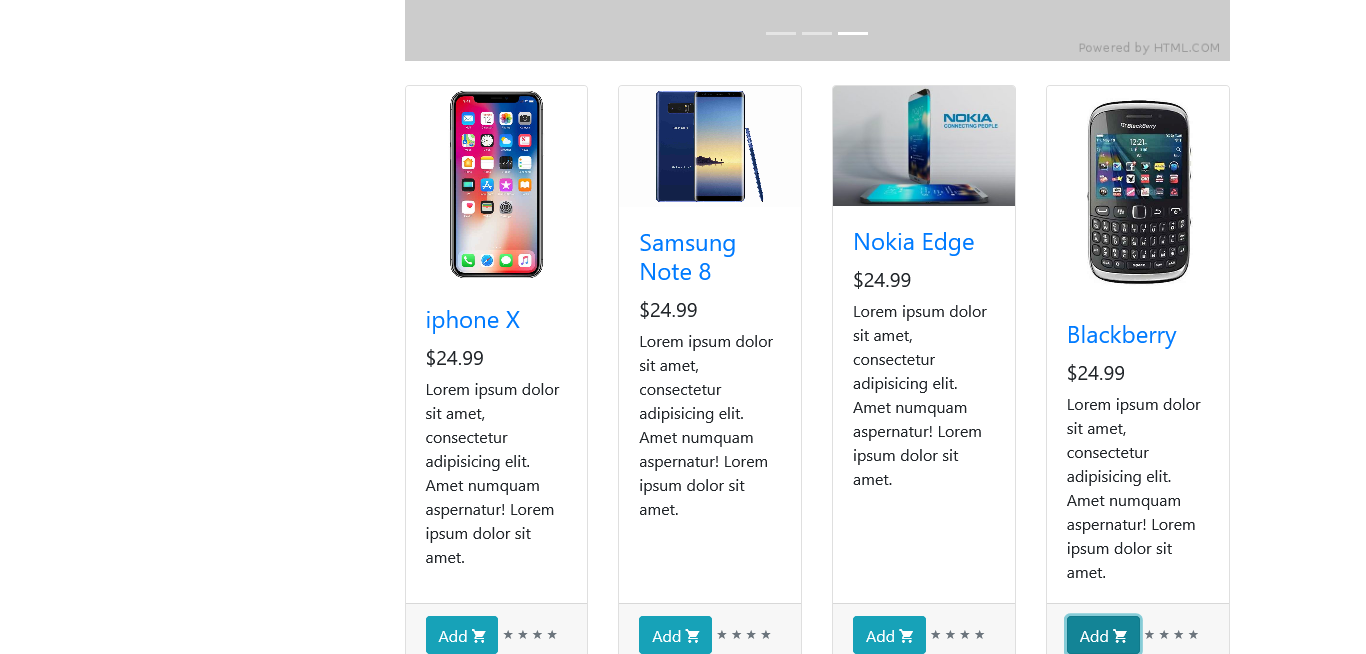 Powered by HTML.COM
NOKIA
CONNECTING PEOPLE
BlackBerry
12:21
iphone X
$24.99
Lorem ipsum dolor
sit amet,
consectetur
adipisicing elit.
Amet numquam
aspernatur! Lorem
ipsum dolor sit
amet.
Add
Samsung
Note 8
$24.99
Lorem ipsum dolor
sit amet,
consectetur
adipisicing elit.
Amet numquam
aspernatur! Lorem
ipsum dolor sit
amet.
Add
Nokia Edge
$24.99
Lorem ipsum dolor
sit amet,
consectetur
adipisicing elit.
Amet numquam
aspernatur! Lorem
ipsum dolor sit
amet.
Add
Blackberry
$24.99
Lorem ipsum dolor
sit amet,
consectetur
adipisicing elit.
Amet numquam
aspernatur! Lorem
ipsum dolor sit
amet.
Add